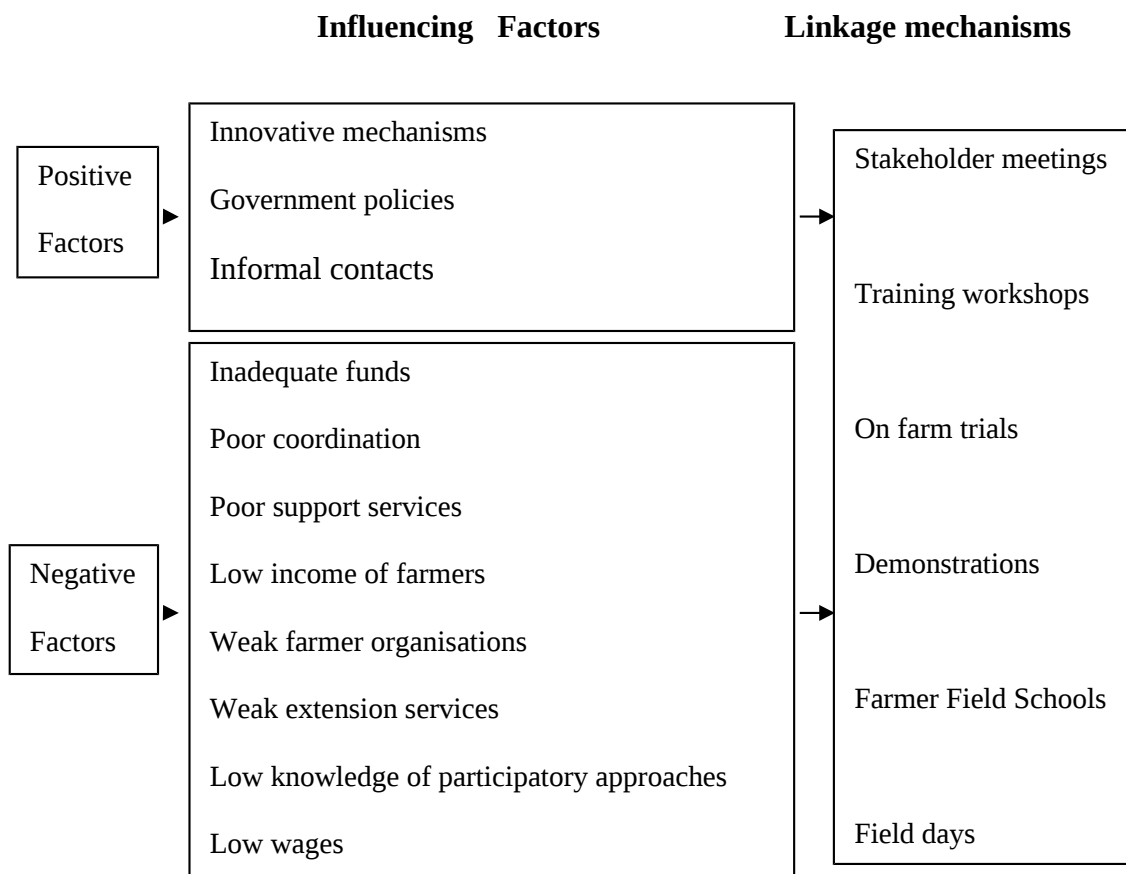 Influencing Factors
Linkage mechanisms
Positive
Factors
Innovative mechanisms
Government policies
Informal contacts
Negative
Factors
Inadequate funds
Poor coordination
Poor support services
Low income of farmers
Weak farmer organisations
Weak extension services
Low knowledge of participatory approaches
Low wages
Stakeholder meetings
Training workshops
On farm trials
Demonstrations
Farmer Field Schools
Field days